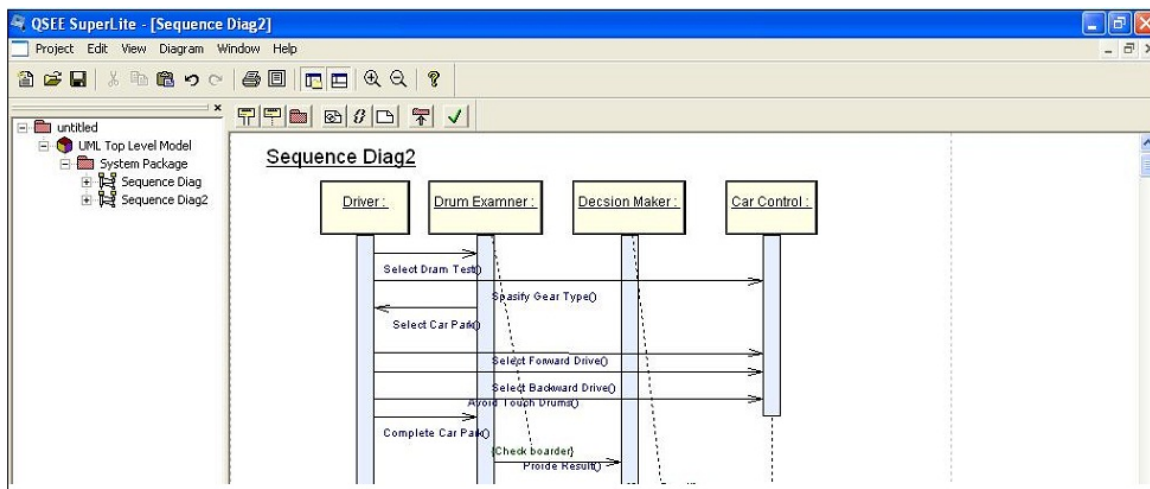 QSEE SuperLite - [Sequence Diag2]
Project Edit View Diagram Window Help
untitled
UML Top Level Model
System Package
Sequence Diag
Sequence Diag2
Sequence Diag2
Driver :
Drum Examner :
Decsion Maker :
Car Control :
Select Dram Test()
Spasify Gear Type()
Select Car Park()
Select Forward Drive()
Select Backward Drive()
Avoid Touch Drums()
Complete Car Park()
{Check boarder}
Proide Result()